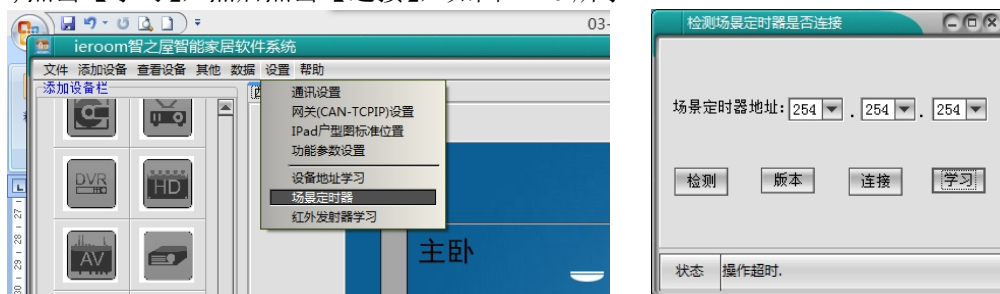 03-
ieroom智之屋智能家居软件系统
文件 添加设备 查看设备 其他 数据 设置 帮助
添加设备栏
通讯设置
网关(CAN-TCPIP)设置
IPad户型图标准位置
功能参数设置
设备地址学习
场景定时器
红外发射器学习
DVR
HD
AV
主卧
27
28
29
检测场景定时器是否连接
场景定时器地址: 254 . 254 . 254
检测 版本 连接 学习
状态 操作超时.